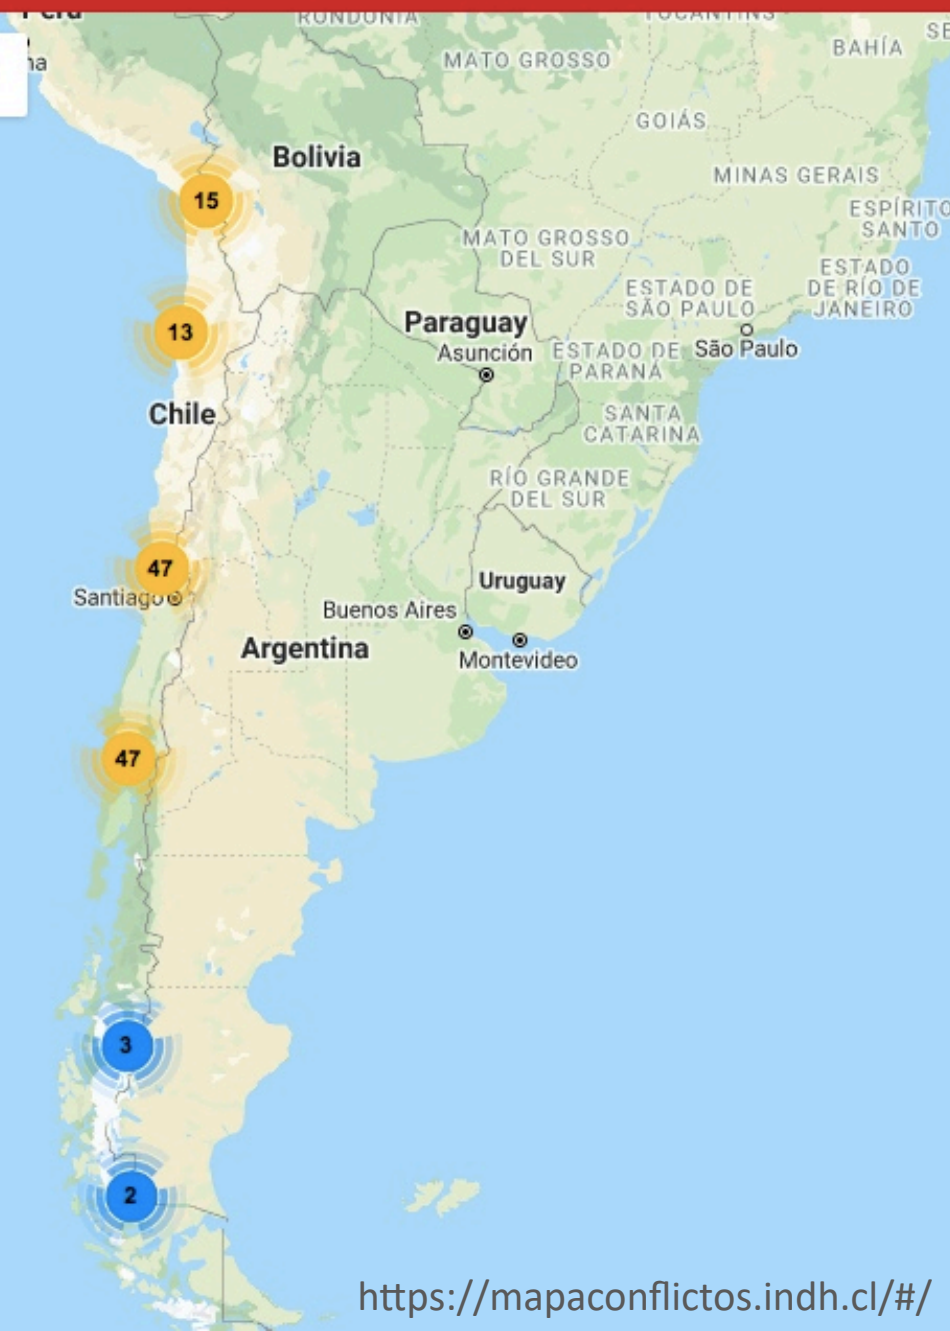 RONDONIA
TOCANTINS
MATO GROSSO
BAHÍA
GOIÁS
Bolivia
MINAS GERAIS
15
ESPÍRITO
SANTO
MATO GROSSO
DEL SUR
ESTADO
DE RÍO DE
JANEIRO
ESTADO DE
SÃO PAULO
13
Paraguay
Asunción
ESTADO DE
PARANÁ
São Paulo
Chile
SANTA
CATARINA
RÍO GRANDE
DEL SUR
47
Santiago
Uruguay
Buenos Aires
Argentina
Montevideo
47
3
2
https://mapaconflictos.indh.cl/#/